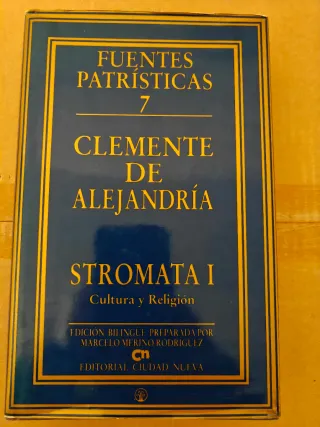 FUENTES
PATRÍSTICAS
7
CLEMENTE
DE
ALEJANDRÍA
STROMATA I
Cultura y Religión
EDICIÓN BILINGÜE PREPARADA POR
MARCELO MERINO RODRÍGUEZ
cn
EDITORIAL CIUDAD NUEVA